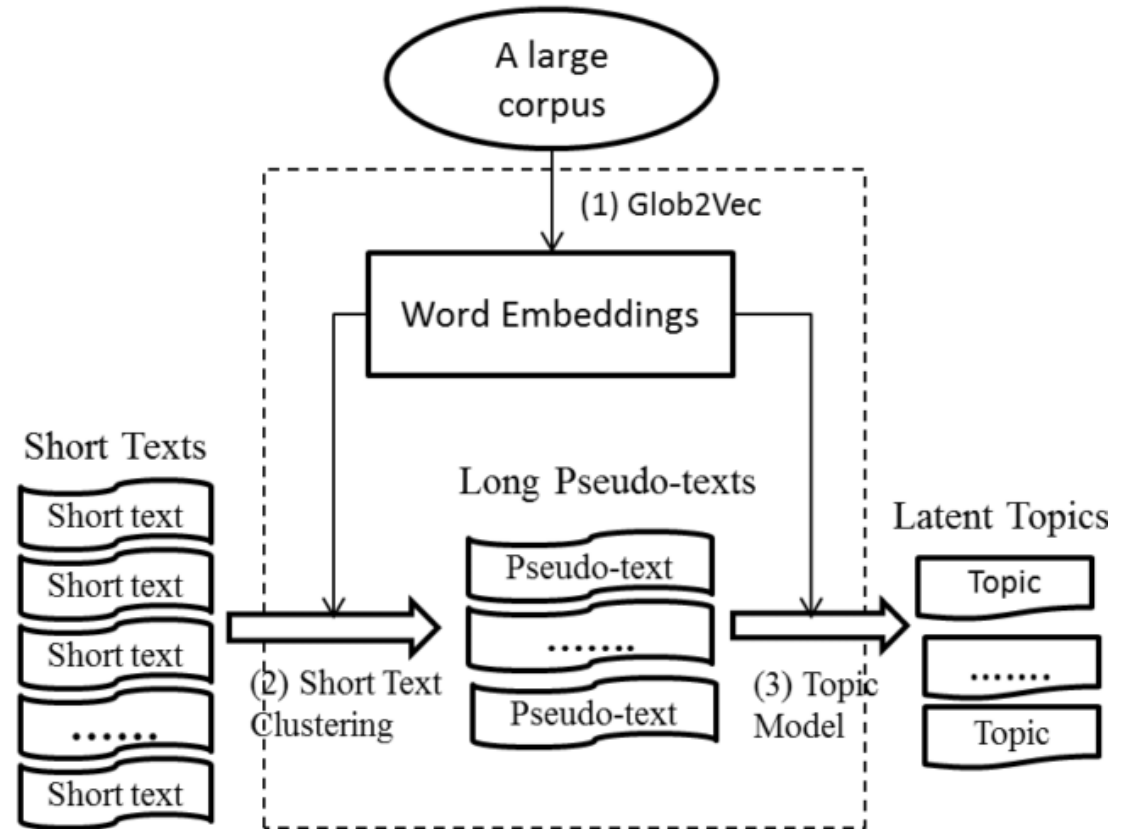 A large
corpus
(1) Glob2Vec
Word Embeddings
Short Texts
Short text
Short text
Short text
......
Short text
(2) Short Text
Clustering
Long Pseudo-texts
Pseudo-text
.......
Pseudo-text
(3) Topic
Model
Latent Topics
Topic
.......
Topic